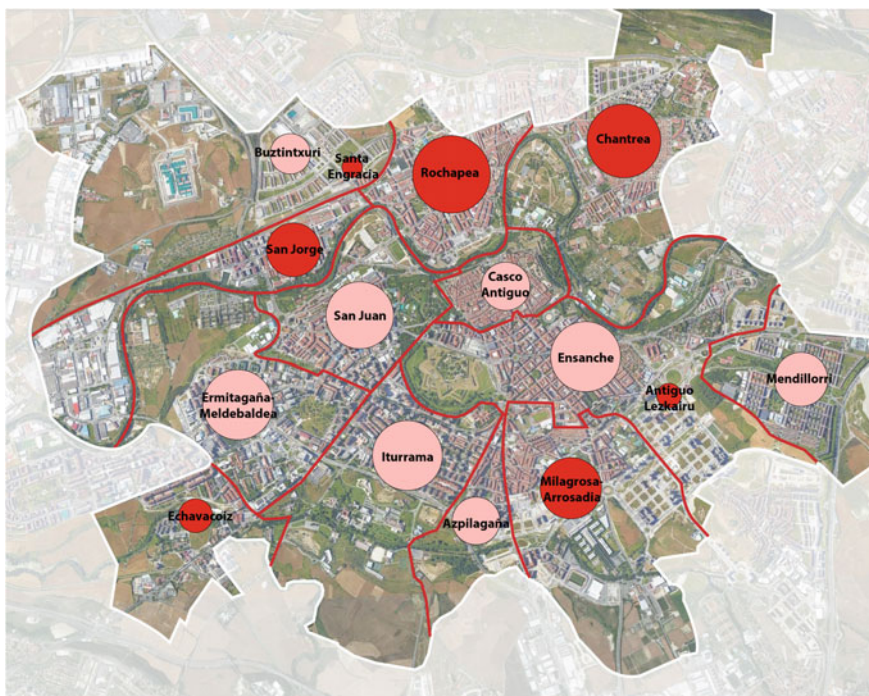 Chantrea
Buztintxuri
Santa
Engracia
Rochapea
San Jorge
Casco
Antiguo
San Juan
Ensanche
Ermitagaña-
Meldebaldea
Antiguo
Lezkairu
Mendillorri
Iturrama
Milagrosa-
Arrosadia
Echavacoiz
Azpilagaña